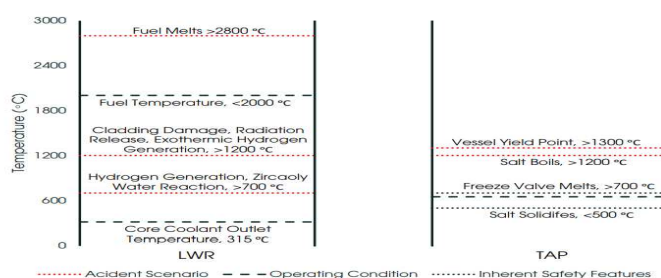 3000
Fuel Melts >2800 °C
2400
Fuel Temperature, <2000 °C
1800
Cladding Damage, Radiation
Release, Exothermic Hydrogen
Generation, >1200 °C
Vessel Yield Point, >1300 °C
1200
Salt Boils, >1200 °C
Hydrogen Generation, Zircaoly
Water Reaction, >700 °C
Freeze Valve Melts, >700 °C
600
Salt Solidifes, <500 °C
Core Coolant Outlet
Temperature, 315 °C
0
Temperature (°C)
LWR
TAP
Acident Scenario
Operating Condition
Inherent Safety Features